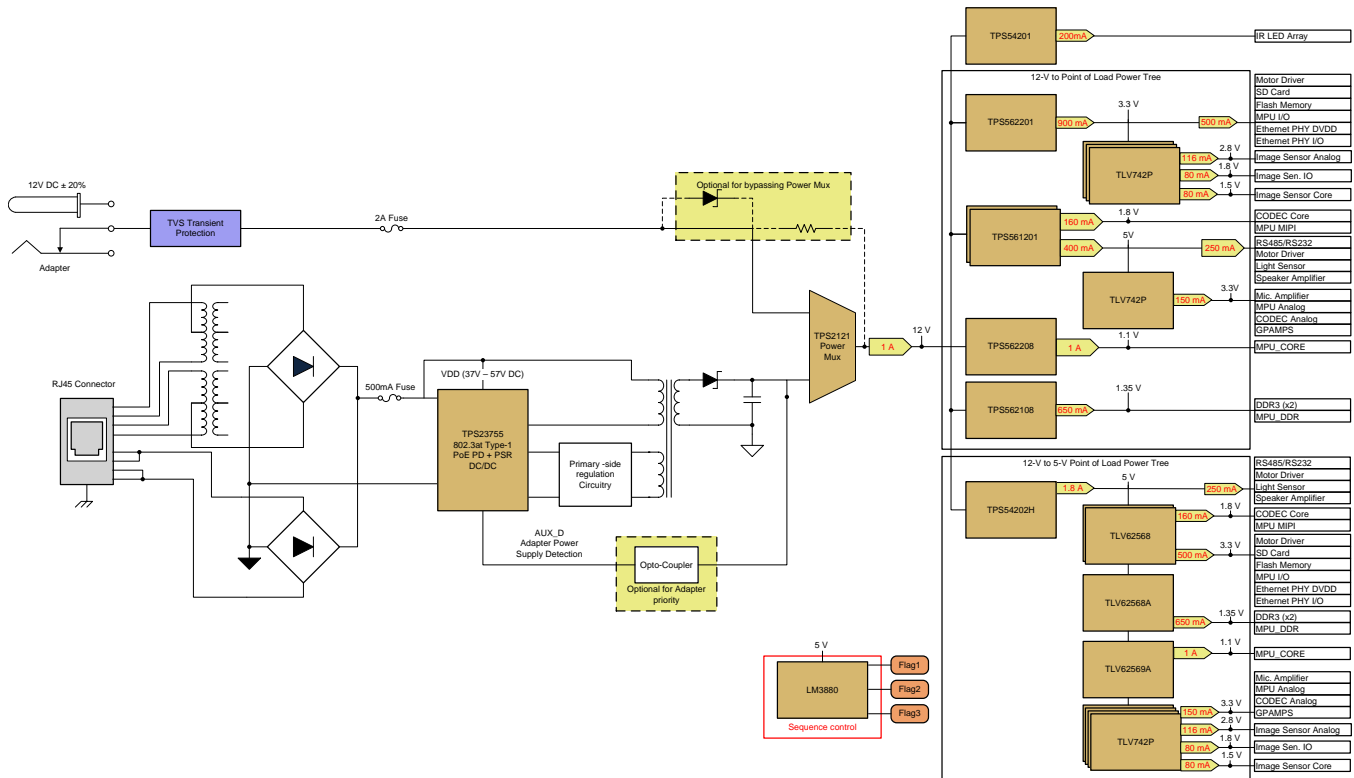 12V DC ± 20%
Adapter
TVS Transient
Protection
2A Fuse
Optional for bypassing Power Mux
RJ45 Connector
500mA Fuse
VDD (37V – 57V DC)
TPS23755
802.3at Type-1
PoE PD + PSR
DC/DC
Primary -side
regulation
Circuitry
AUX_D
Adapter Power
Supply Detection
Opto-Coupler
Optional for Adapter
priority
TPS2121
Power
Mux
1 A
12 V
5 V
LM3880
Sequence control
Flag1
Flag2
Flag3
TPS54201
200mA
IR LED Array
12-V to Point of Load Power Tree
TPS562201
900 mA
3.3 V
500 mA
Motor Driver
SD Card
Flash Memory
MPU I/O
Ethernet PHY DVDD
Ethernet PHY I/O
TLV742P
116 mA
2.8 V
Image Sensor Analog
80 mA
1.8 V
Image Sen. IO
80 mA
1.5 V
Image Sensor Core
TPS561201
160 mA
1.8 V
CODEC Core
MPU MIPI
400 mA
5V
250 mA
RS485/RS232
Motor Driver
Light Sensor
Speaker Amplifier
TLV742P
150 mA
3.3V
Mic. Amplifier
MPU Analog
CODEC Analog
GPAMPS
TPS562208
1 A
1.1 V
MPU_CORE
TPS562108
650 mA
1.35 V
DDR3 (x2)
MPU_DDR
12-V to 5-V Point of Load Power Tree
TPS54202H
1.8 A
5 V
250 mA
RS485/RS232
Motor Driver
Light Sensor
Speaker Amplifier
TLV62568
160 mA
1.8 V
CODEC Core
MPU MIPI
500 mA
3.3 V
Motor Driver
SD Card
Flash Memory
MPU I/O
Ethernet PHY DVDD
Ethernet PHY I/O
TLV62568A
650 mA
1.35 V
DDR3 (x2)
MPU_DDR
TLV62569A
1 A
1.1 V
MPU_CORE
TLV742P
150 mA
3.3 V
Mic. Amplifier
MPU Analog
CODEC Analog
GPAMPS
116 mA
2.8 V
Image Sensor Analog
80 mA
1.8 V
Image Sen. IO
80 mA
1.5 V
Image Sensor Core